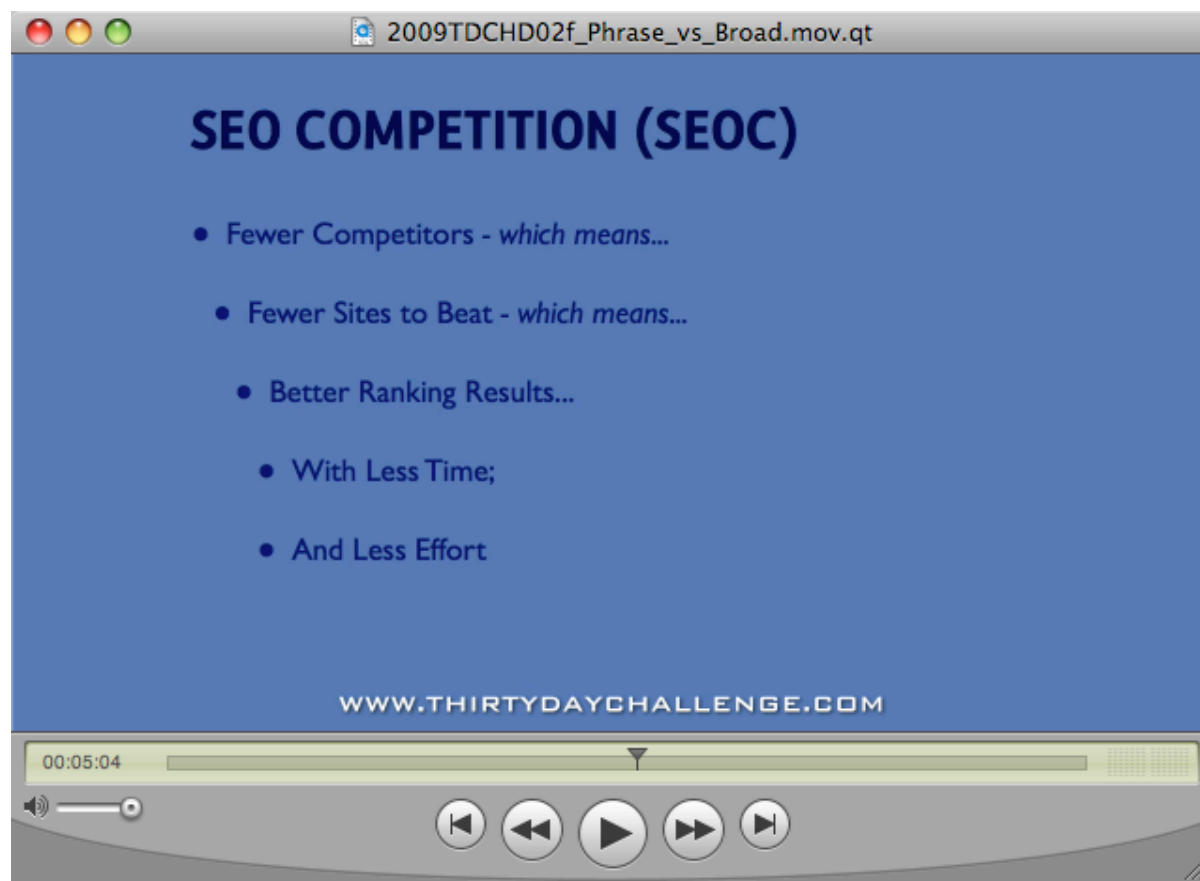 2009TDCHD02f_Phrase_vs_Broad.mov.qt
SEO COMPETITION (SEOC)
• Fewer Competitors - which means...
• Fewer Sites to Beat - which means...
• Better Ranking Results...
• With Less Time;
• And Less Effort
WWW.THIRTYDAYCHALLENGE.COM
00:05:04